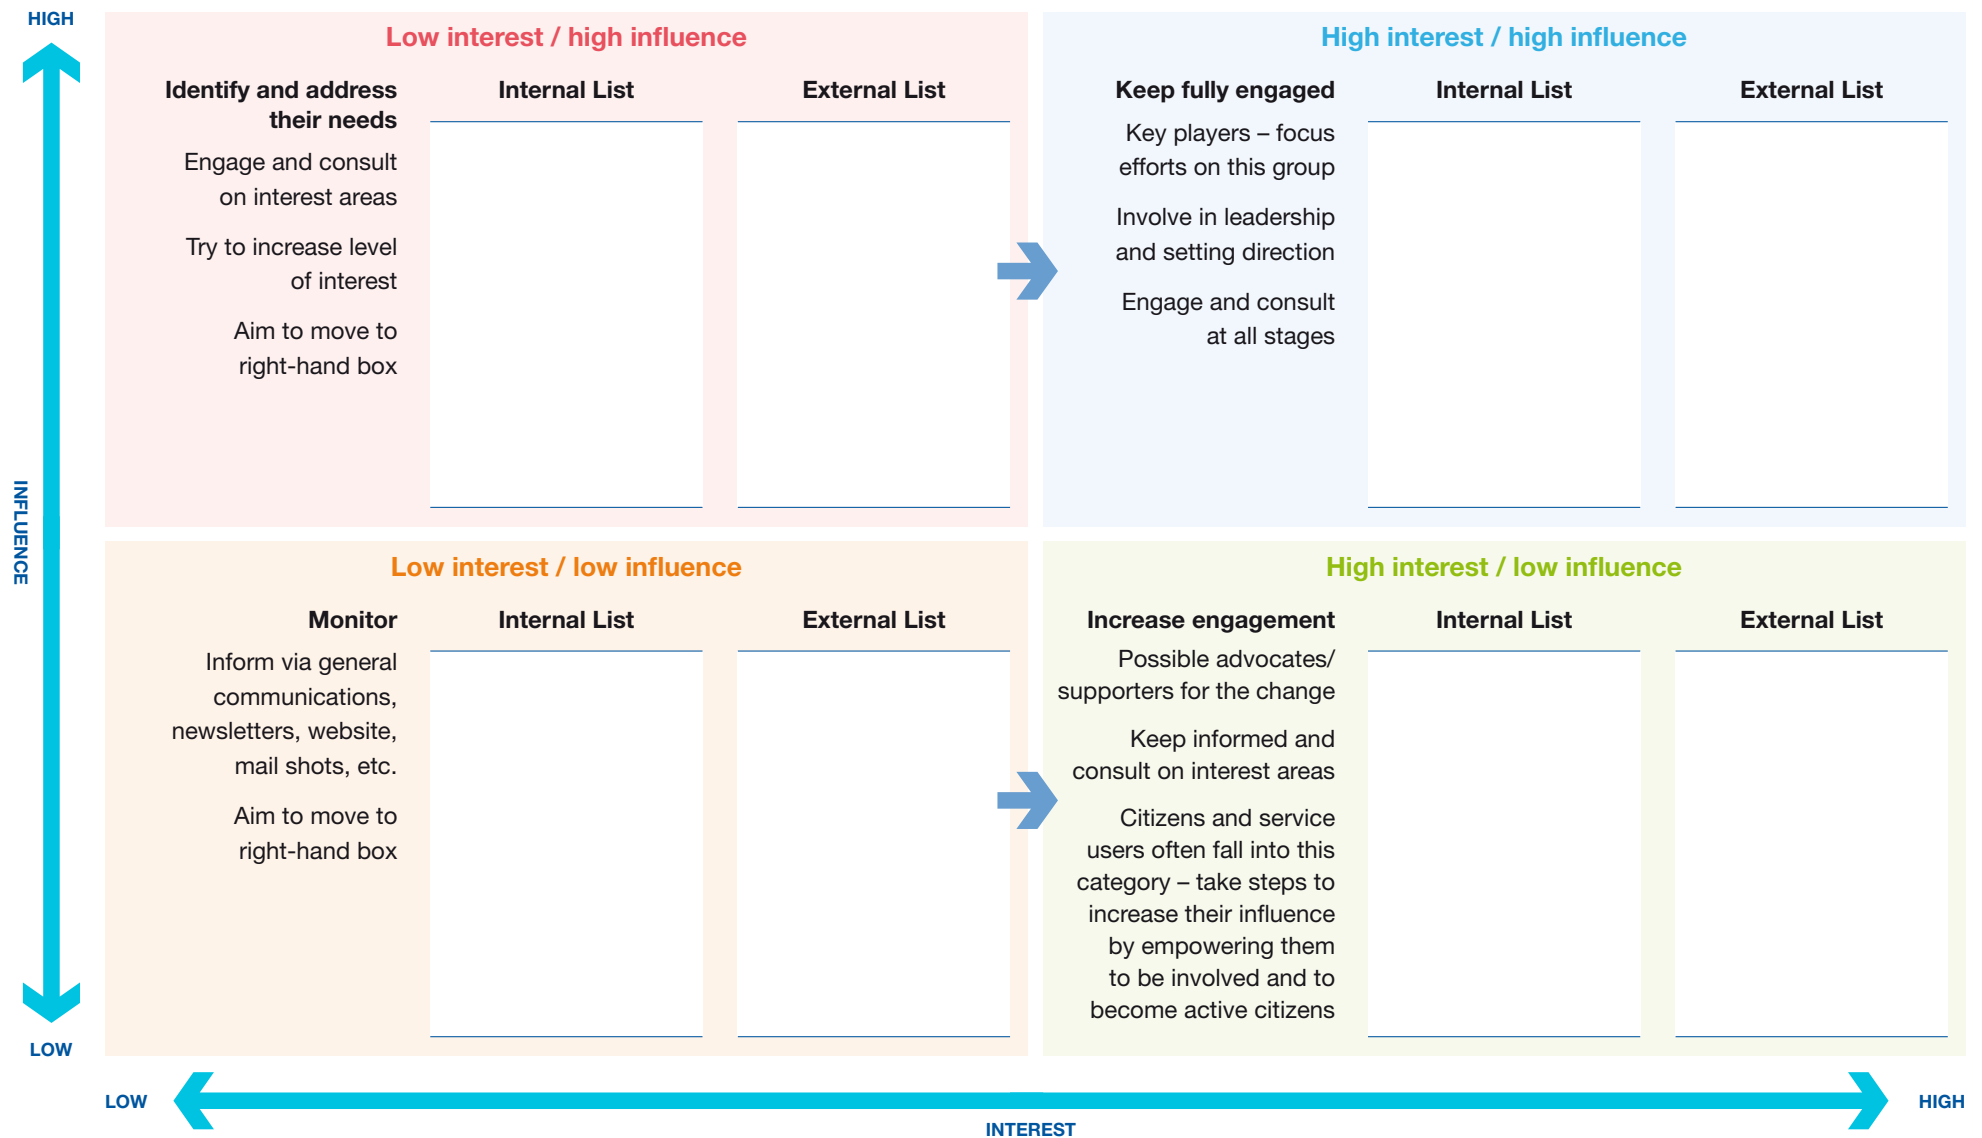 HIGH
INFLUENCE
LOW
Low interest / high influence
Identify and address
their needs
Engage and consult
on interest areas
Try to increase level
of interest
Aim to move to
right-hand box
Internal List
External List
High interest / high influence
Keep fully engaged
Key players – focus
efforts on this group
Involve in leadership
and setting direction
Engage and consult
at all stages
Internal List
External List
Low interest / low influence
Monitor
Inform via general
communications,
newsletters, website,
mail shots, etc.
Aim to move to
right-hand box
Internal List
External List
High interest / low influence
Increase engagement
Possible advocates/
supporters for the change
Keep informed and
consult on interest areas
Citizens and service
users often fall into this
category – take steps to
increase their influence
by empowering them
to be involved and to
become active citizens
Internal List
External List
LOW
INTEREST
HIGH